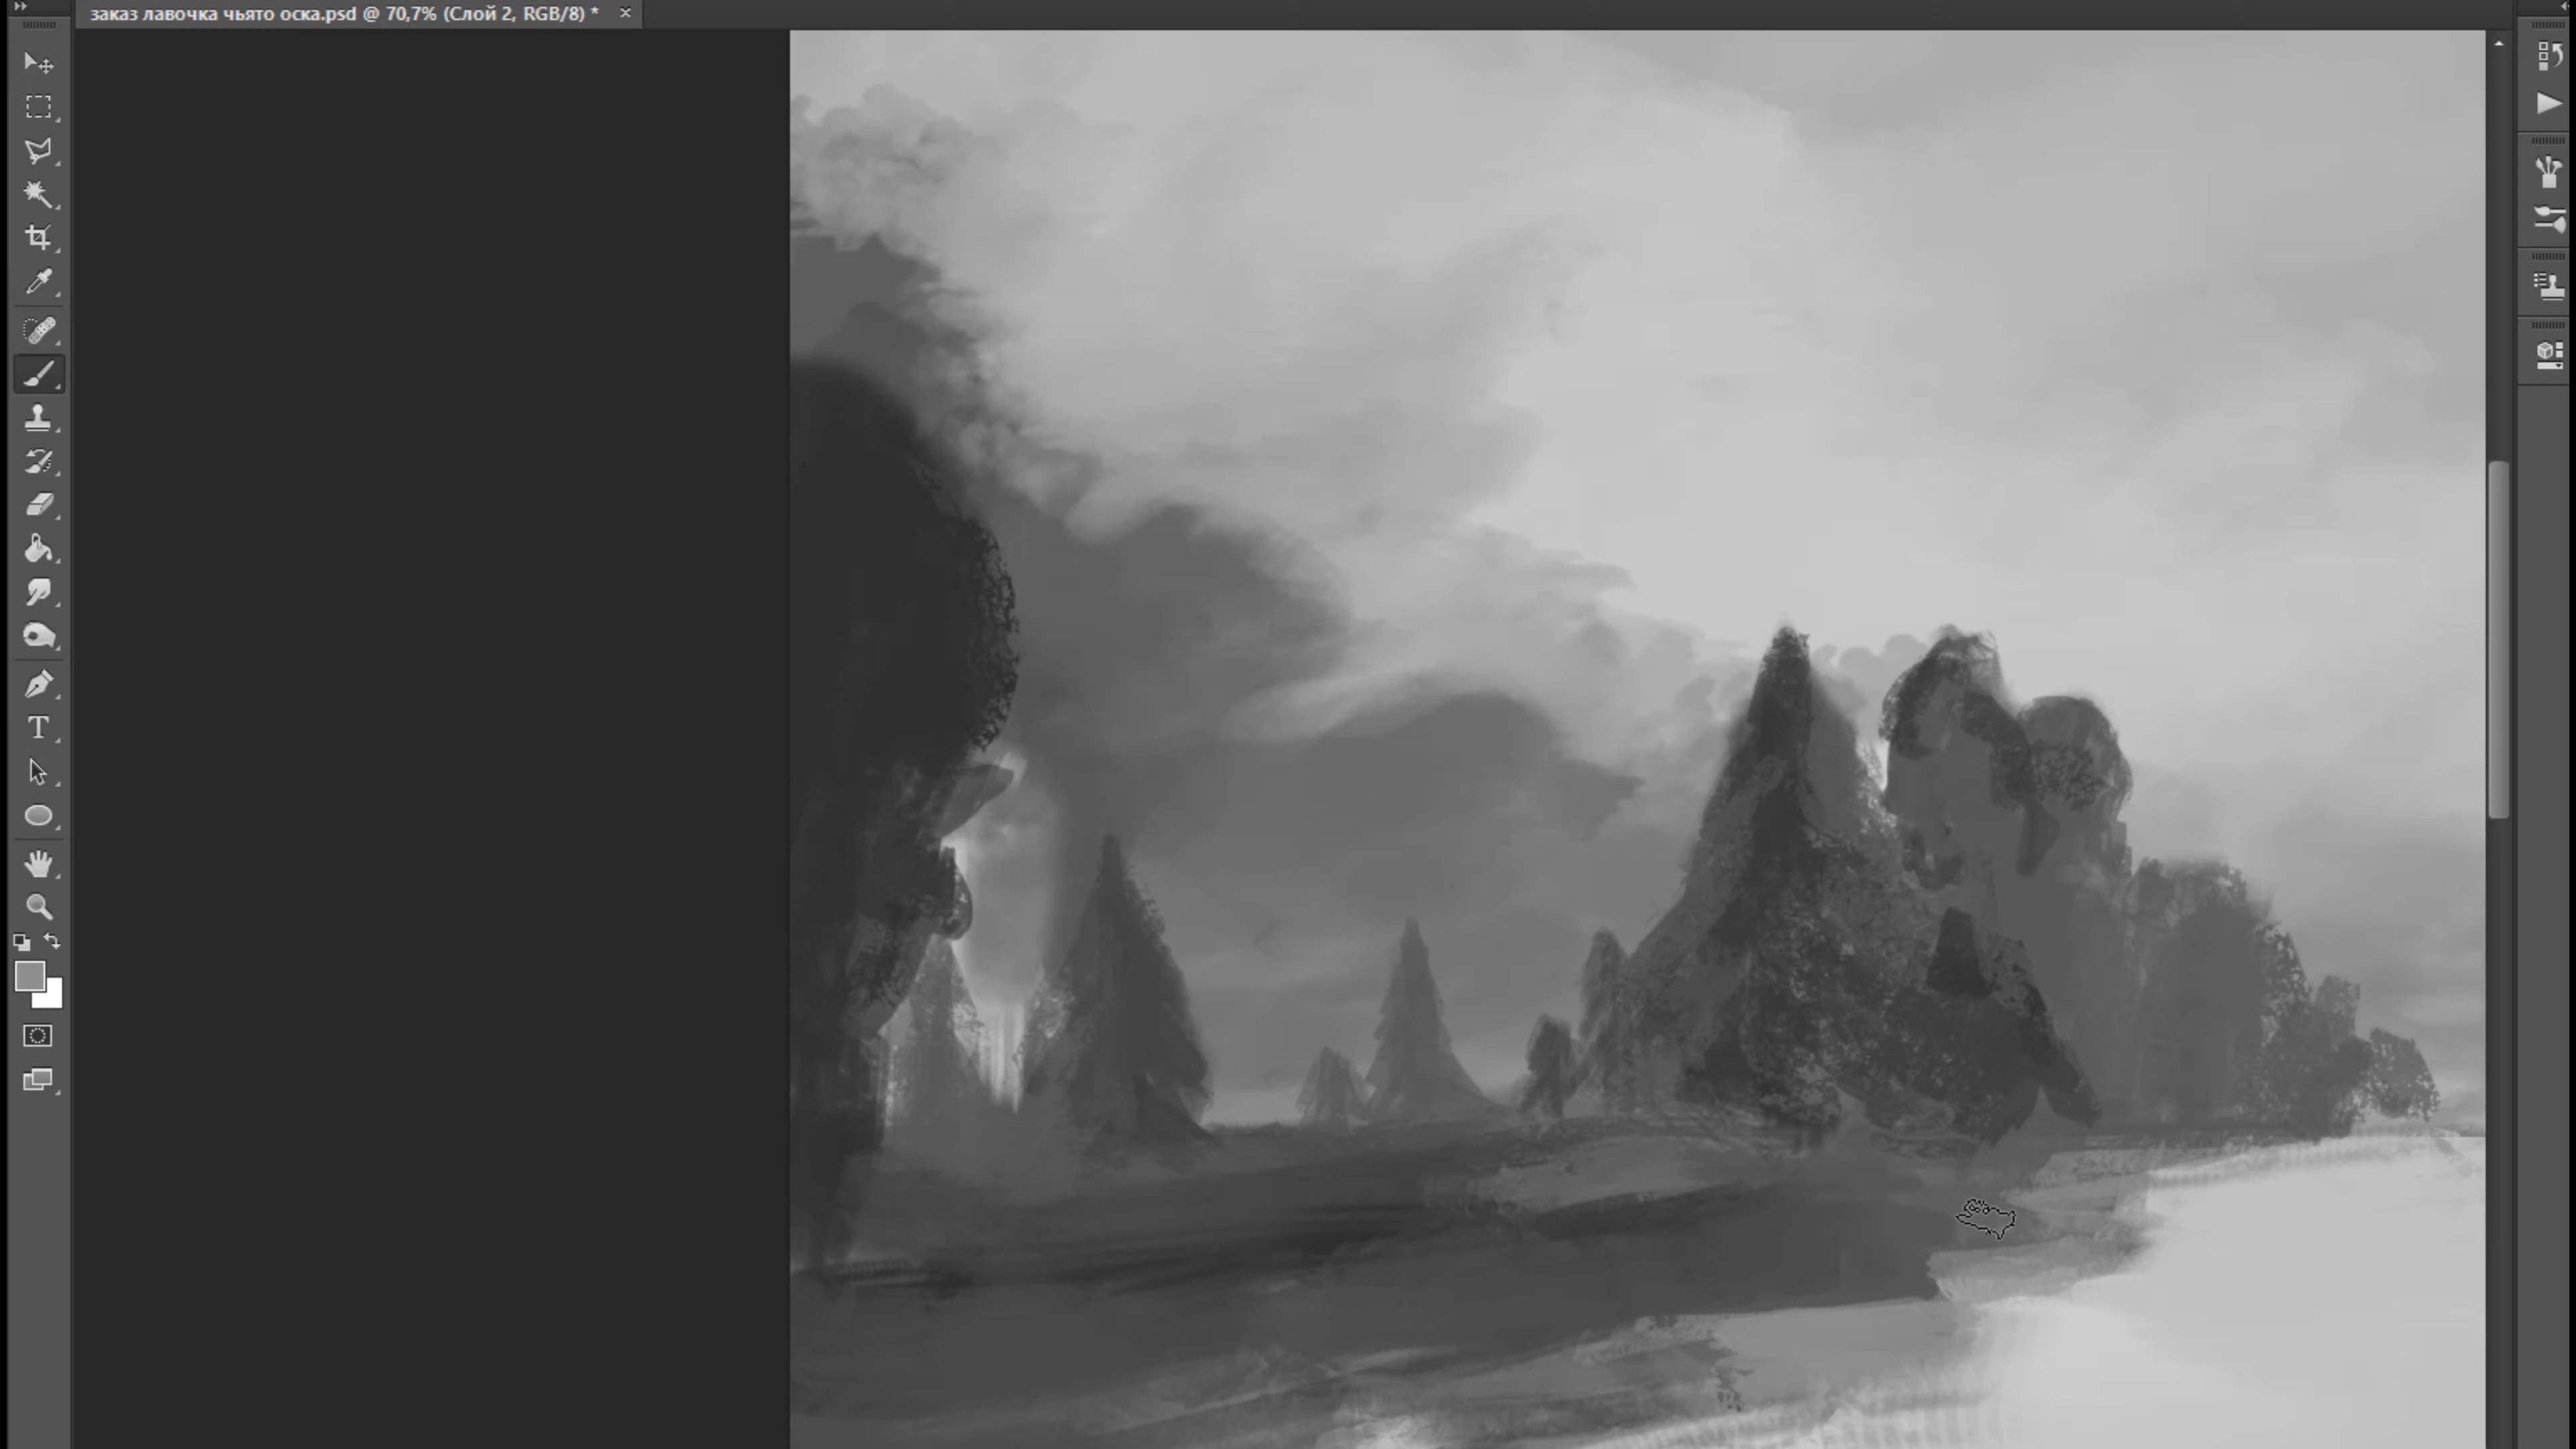 заказ лавочка чьято оска.psd @ 70,7% (Слой 2, RGB/8) *